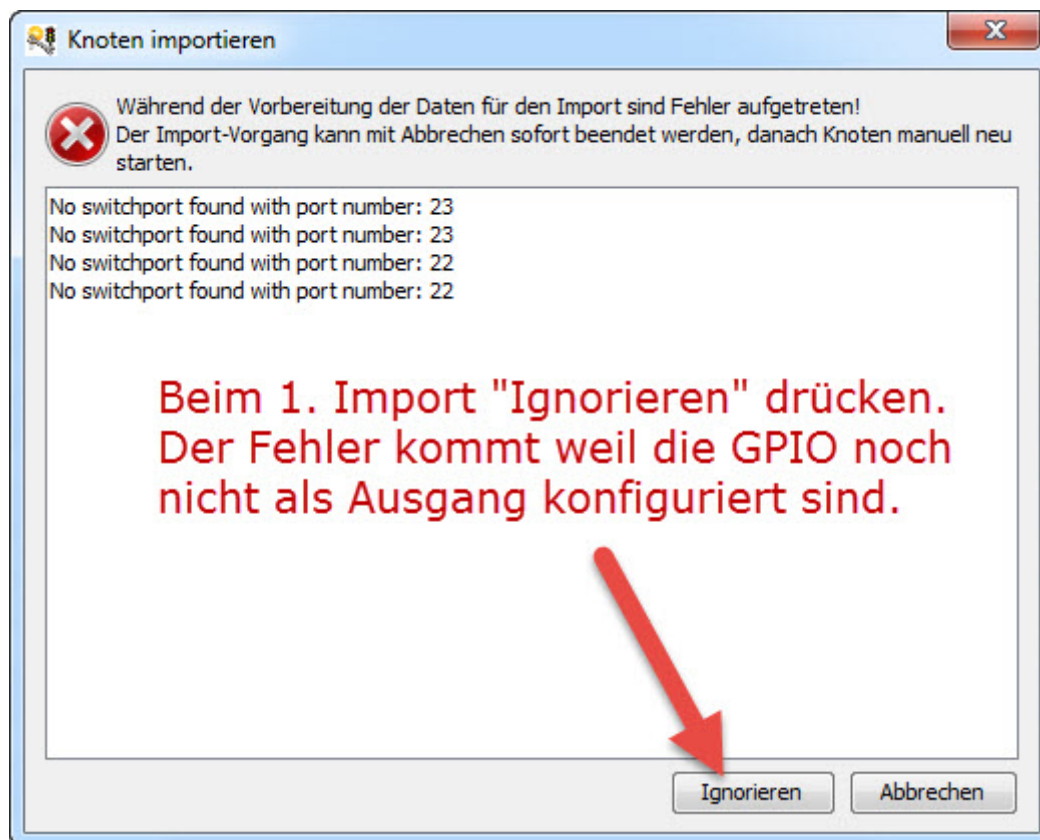 Knoten importieren
Während der Vorbereitung der Daten für den Import sind Fehler aufgetreten!
Der Import-Vorgang kann mit Abbrechen sofort beendet werden, danach Knoten manuell neu
starten.
No switchport found with port number: 23
No switchport found with port number: 23
No switchport found with port number: 22
No switchport found with port number: 22
Beim 1. Import "Ignorieren" drücken.
Der Fehler kommt weil die GPIO noch
nicht als Ausgang konfiguriert sind.
Ignorieren
Abbrechen